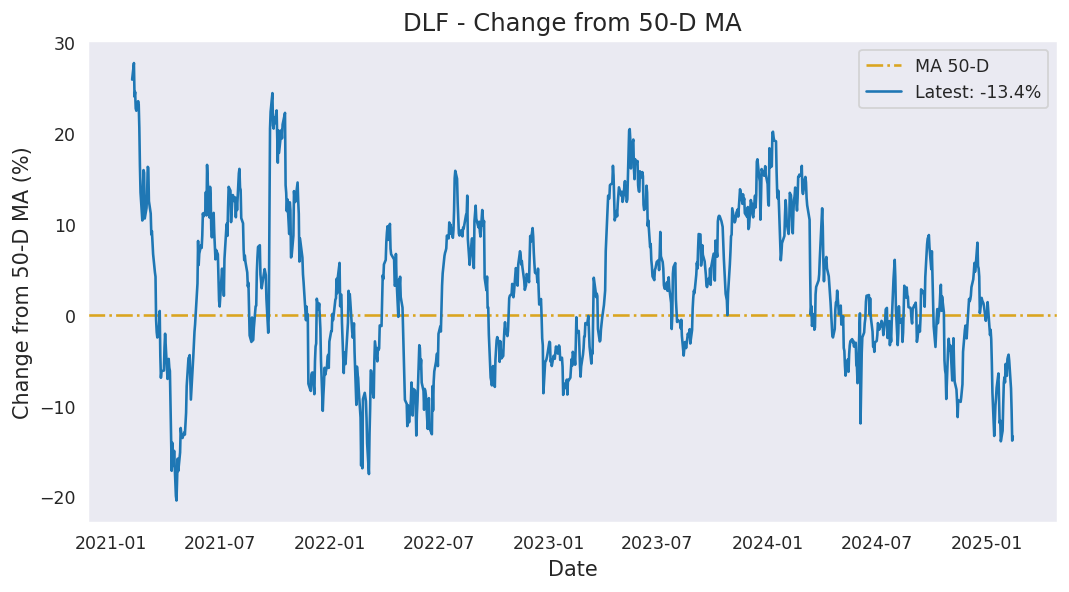 DLF - Change from 50-D MA
MA 50-D
Latest: -13.4%
Change from 50-D MA (%)
30
20
10
0
−10
−20
2021-01 2021-07 2022-01 2022-07 2023-01 2023-07 2024-01 2024-07 2025-01
Date